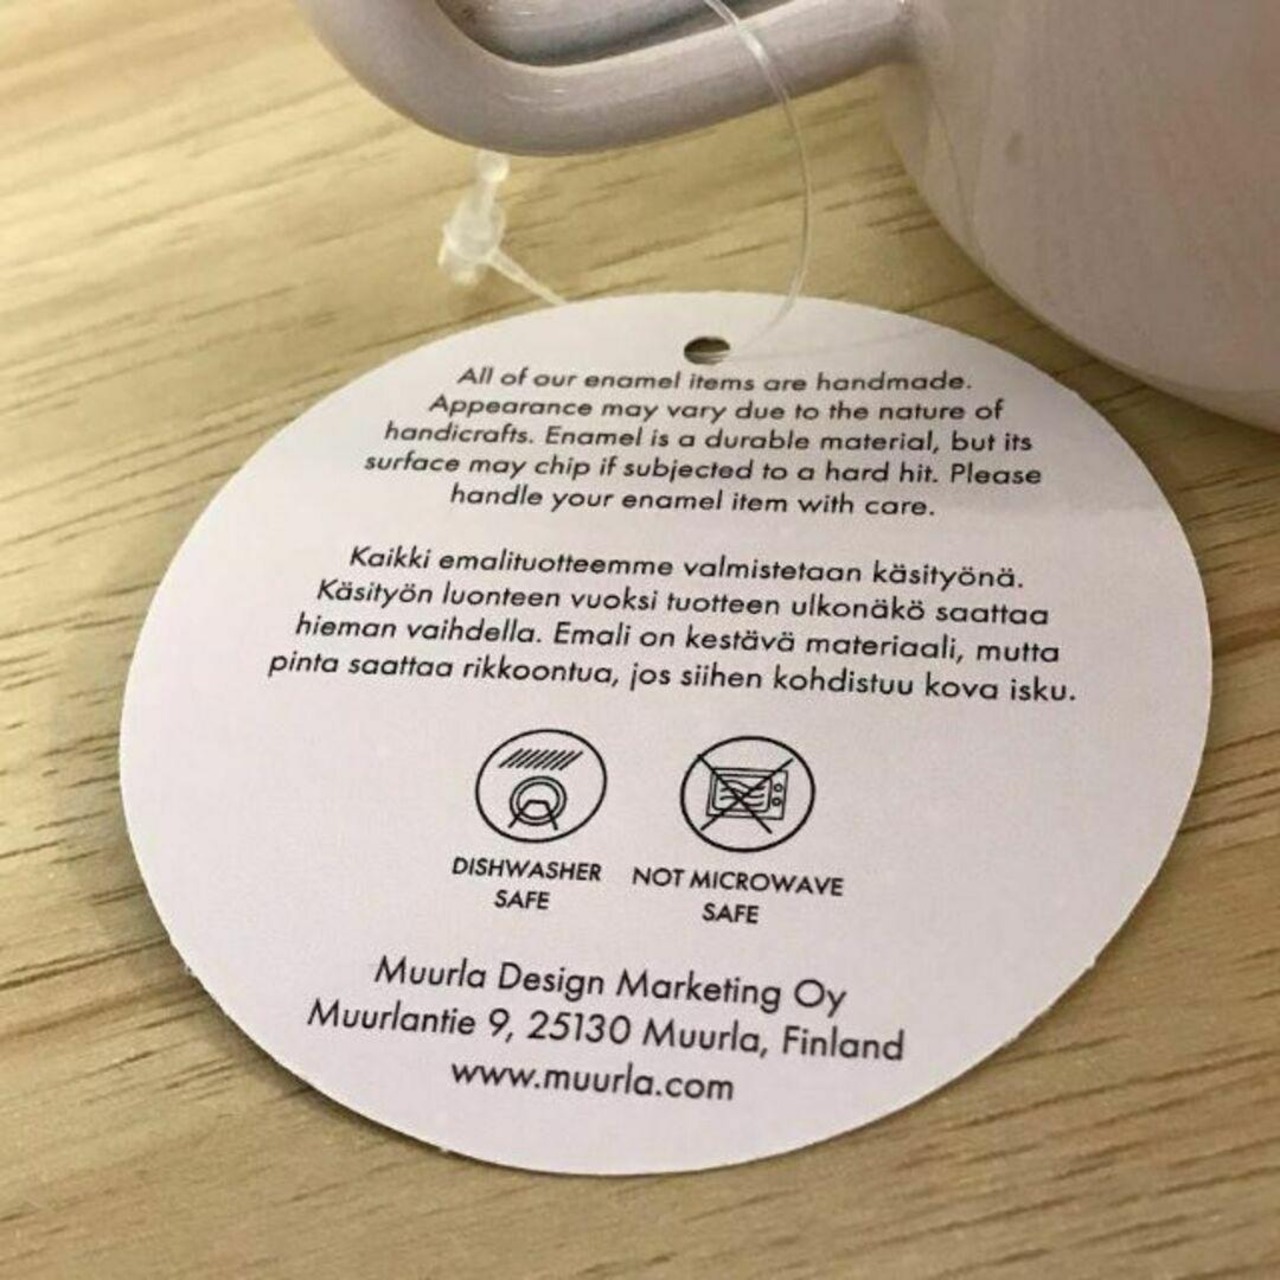 All of our enamel items are handmade.
Appearance may vary due to the nature of
handicrafts. Enamel is a durable material, but its
surface may chip if subjected to a hard hit. Please
handle your enamel item with care.
Kaikki emalituotteemme valmistetaan käsityönä.
Käsityön luonteen vuoksi tuotteen ulkonäkö saattaa
hieman vaihdella. Emali on kestävä materiaali, mutta
pinta saattaa rikkoontua, jos siihen kohdistuu kova isku.
DISHWASHER
SAFE
NOT MICROWAVE
SAFE
Muurla Design Marketing Oy
Muurlantie 9, 25130 Muurla, Finland
www.muurla.com